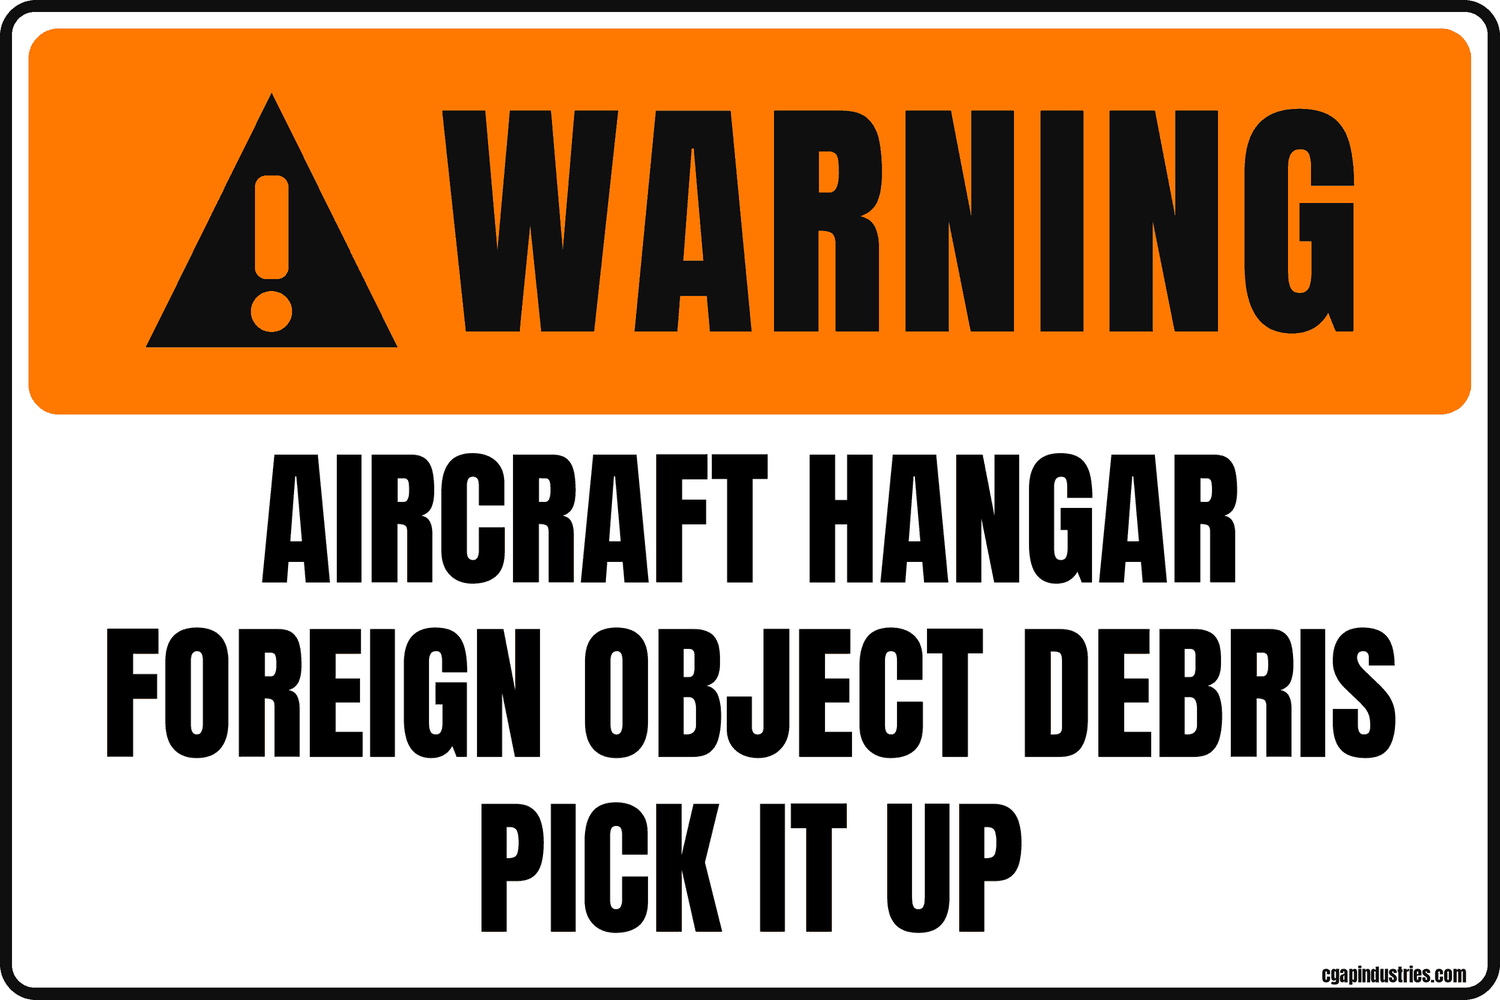 WARNING
AIRCRAFT HANGAR
FOREIGN OBJECT DEBRIS
PICK IT UP
cgapindustries.com